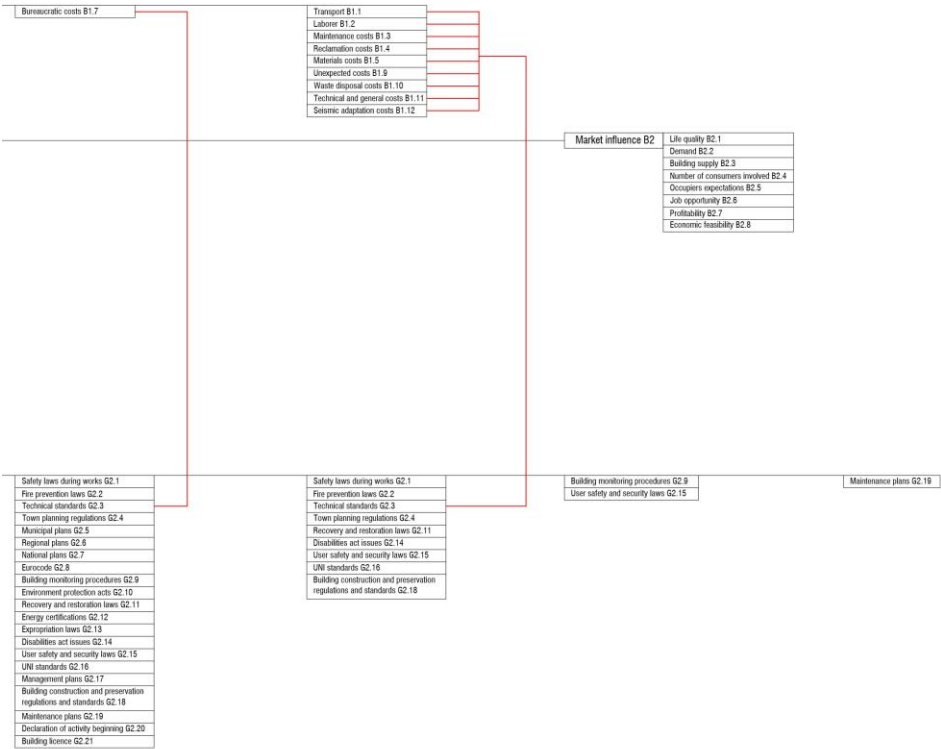 Bureaucratic costs B1.7
Transport B1.1
Laborer B1.2
Maintenance costs B1.3
Reclamation costs B1.4
Materials costs B1.5
Unexpected costs B1.9
Waste disposal costs B1.10
Technical and general costs B1.11
Seismic adaptation costs B1.12
Market influence B2
Life quality B2.1
Demand B2.2
Building supply B2.3
Number of consumers involved B2.4
Occupiers expectations B2.5
Job opportunity B2.6
Profitability B2.7
Economic feasibility B2.8
Safety laws during works G2.1
Fire prevention laws G2.2
Technical standards G2.3
Town planning regulations G2.4
Municipal plans G2.5
Regional plans G2.6
National plans G2.7
Eurocode G2.8
Building monitoring procedures G2.9
Environment protection acts G2.10
Recovery and restoration laws G2.11
Energy certifications G2.12
Expropriation laws G2.13
Disabilities act issues G2.14
User safety and security laws G2.15
UNI standards G2.16
Management plans G2.17
Building construction and preservation
regulations and standards G2.18
Maintenance plans G2.19
Declaration of activity beginning G2.20
Building licence G2.21
Safety laws during works G2.1
Fire prevention laws G2.2
Technical standards G2.3
Town planning regulations G2.4
Recovery and restoration laws G2.11
Disabilities act issues G2.14
User safety and security laws G2.15
UNI standards G2.16
Building construction and preservation
regulations and standards G2.18
Building monitoring procedures G2.9
User safety and security laws G2.15
Maintenance plans G2.19